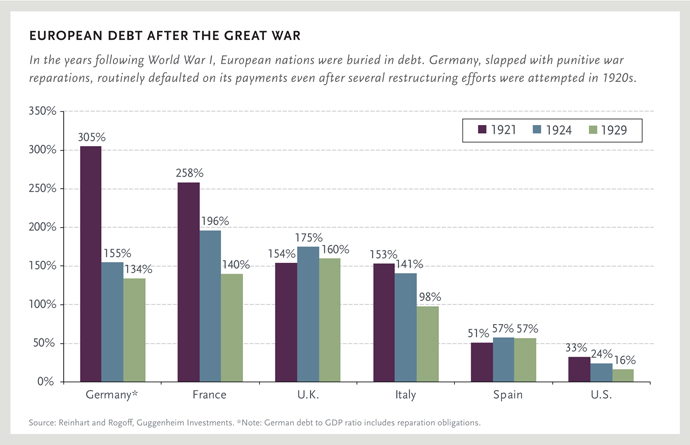 EUROPEAN DEBT AFTER THE GREAT WAR
In the years following World War I, European nations were buried in debt. Germany, slapped with punitive war
reparations, routinely defaulted on its payments even after several restructuring efforts were attempted in 1920s.
350%
300%
250%
200%
150%
100%
50%
0%
1921 1924 1929
305% 155% 134%
258% 196% 140%
154% 175% 160%
153% 141% 98%
51% 57% 57%
33% 24% 16%
Germany* France U.K. Italy Spain U.S.
Source: Reinhart and Rogoff, Guggenheim Investments. *Note: German debt to GDP ratio includes reparation obligations.